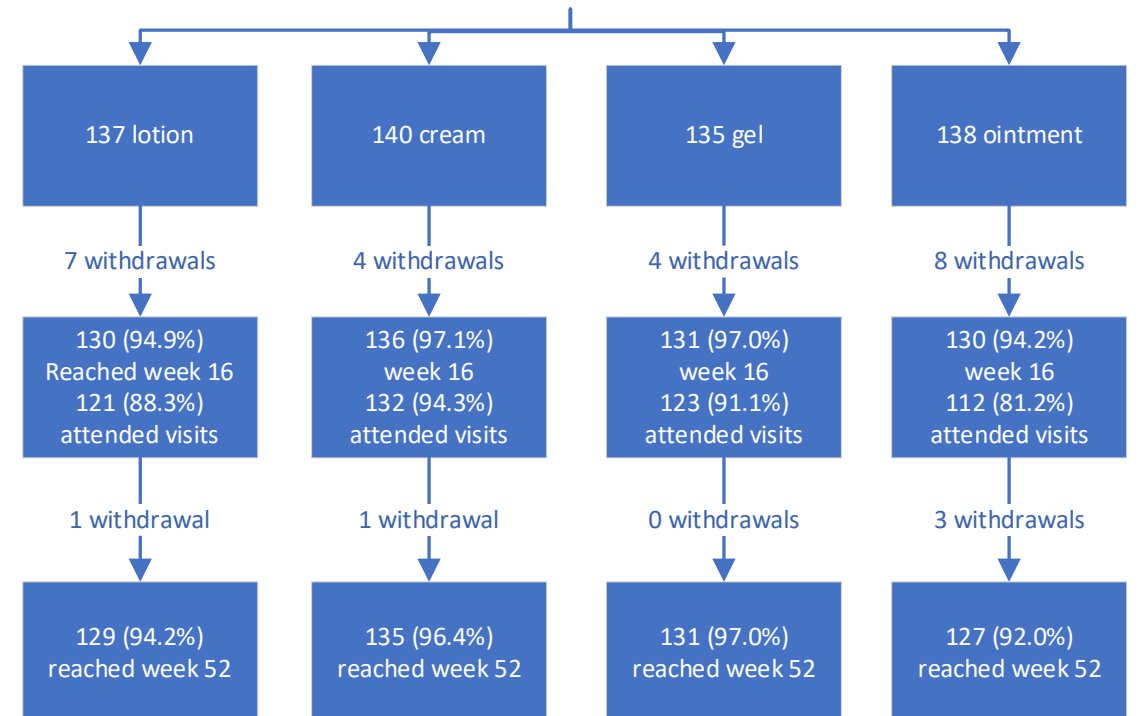 137 lotion
140 cream
135 gel
138 ointment
7 withdrawals
4 withdrawals
4 withdrawals
8 withdrawals
130 (94.9%)
Reached week 16
121 (88.3%)
attended visits
136 (97.1%)
week 16
132 (94.3%)
attended visits
131 (97.0%)
week 16
123 (91.1%)
attended visits
130 (94.2%)
week 16
112 (81.2%)
attended visits
1 withdrawal
1 withdrawal
0 withdrawals
3 withdrawals
129 (94.2%)
reached week 52
135 (96.4%)
reached week 52
131 (97.0%)
reached week 52
127 (92.0%)
reached week 52